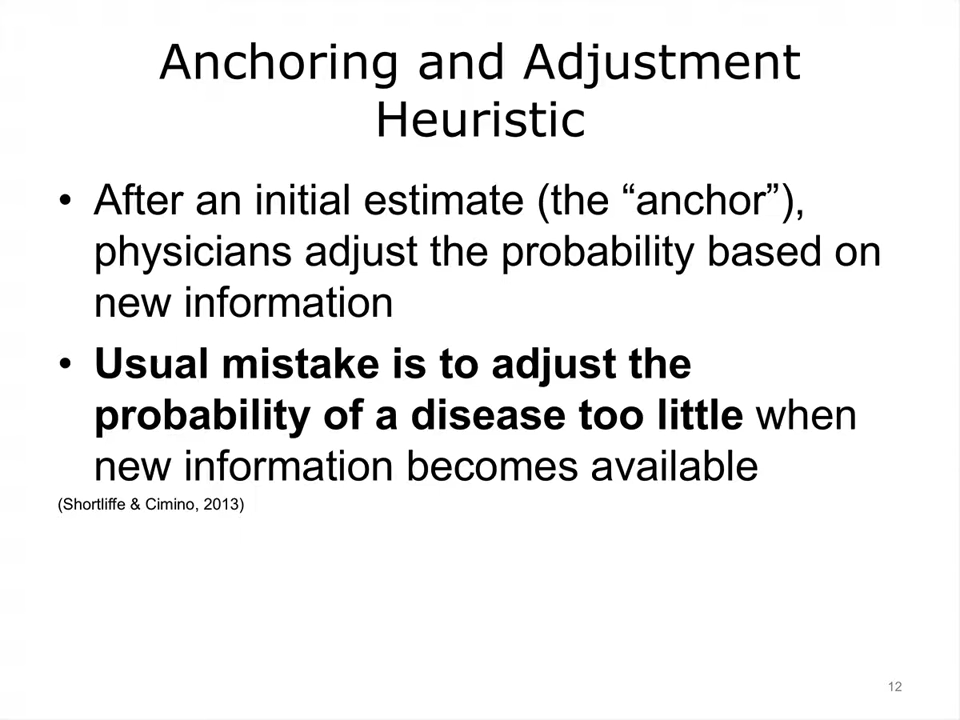 Anchoring and Adjustment
Heuristic
• After an initial estimate (the “anchor”),
physicians adjust the probability based on
new information
• Usual mistake is to adjust the
probability of a disease too little when
new information becomes available
(Shortliffe & Cimino, 2013)
12